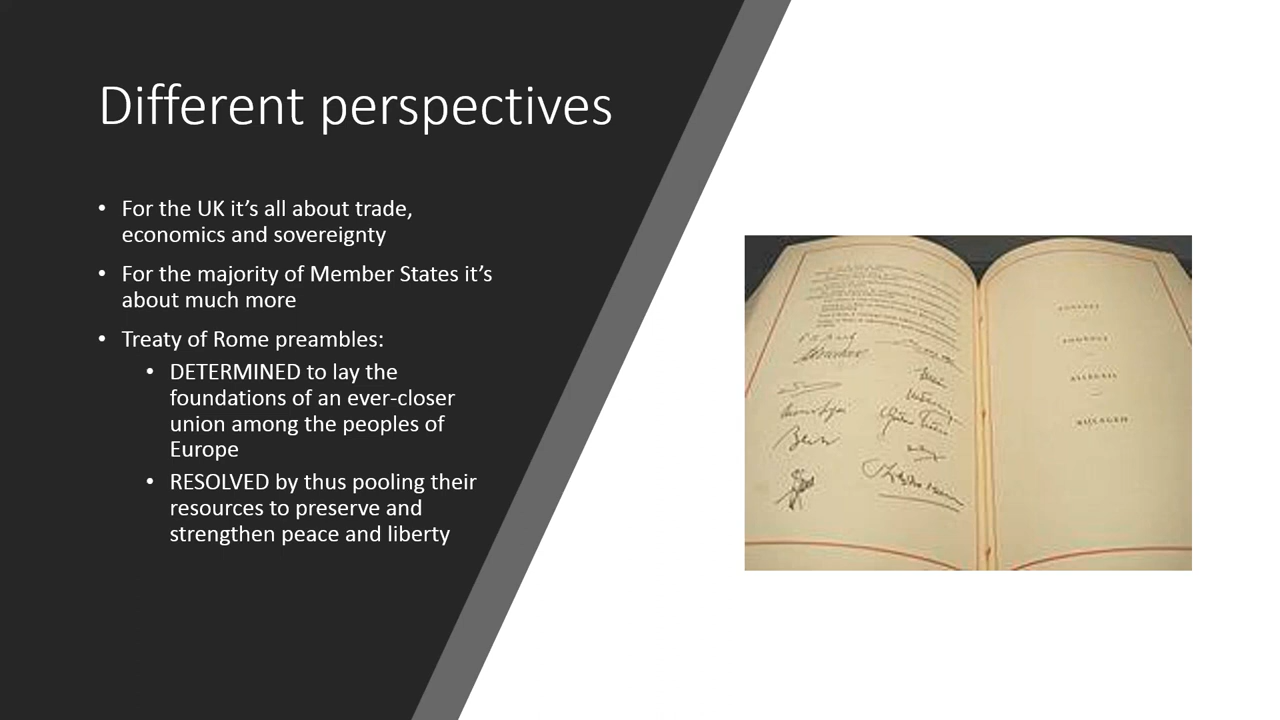 Different perspectives
• For the UK it’s all about trade,
economics and sovereignty
• For the majority of Member States it’s
about much more
• Treaty of Rome preambles:
• DETERMINED to lay the
foundations of an ever-closer
union among the peoples of
Europe
• RESOLVED by thus pooling their
resources to preserve and
strengthen peace and liberty